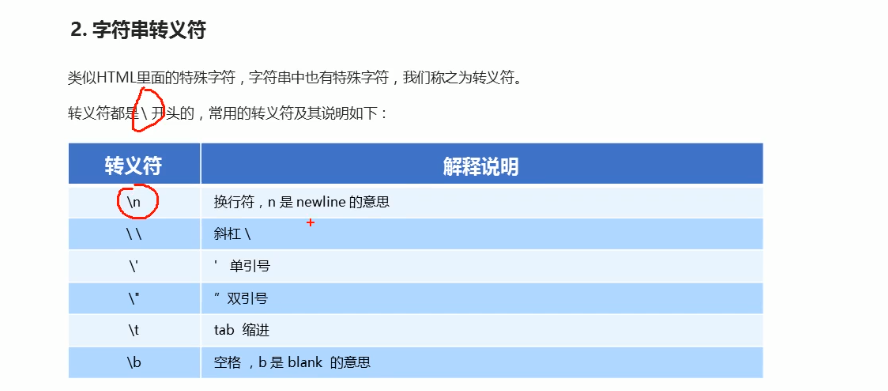 2. 字符串转义符
类似HTML里面的特殊字符，字符串中也有特殊字符，我们称之为转义符。
转义符都是 \ 开头的，常用的转义符及其说明如下：
转义符 解释说明
\n 换行符，n 是 newline 的意思
\ \ 斜杠 \
\' ' 单引号
\" ”双引号
\t tab 缩进
\b 空格 ，b 是 blank 的意思